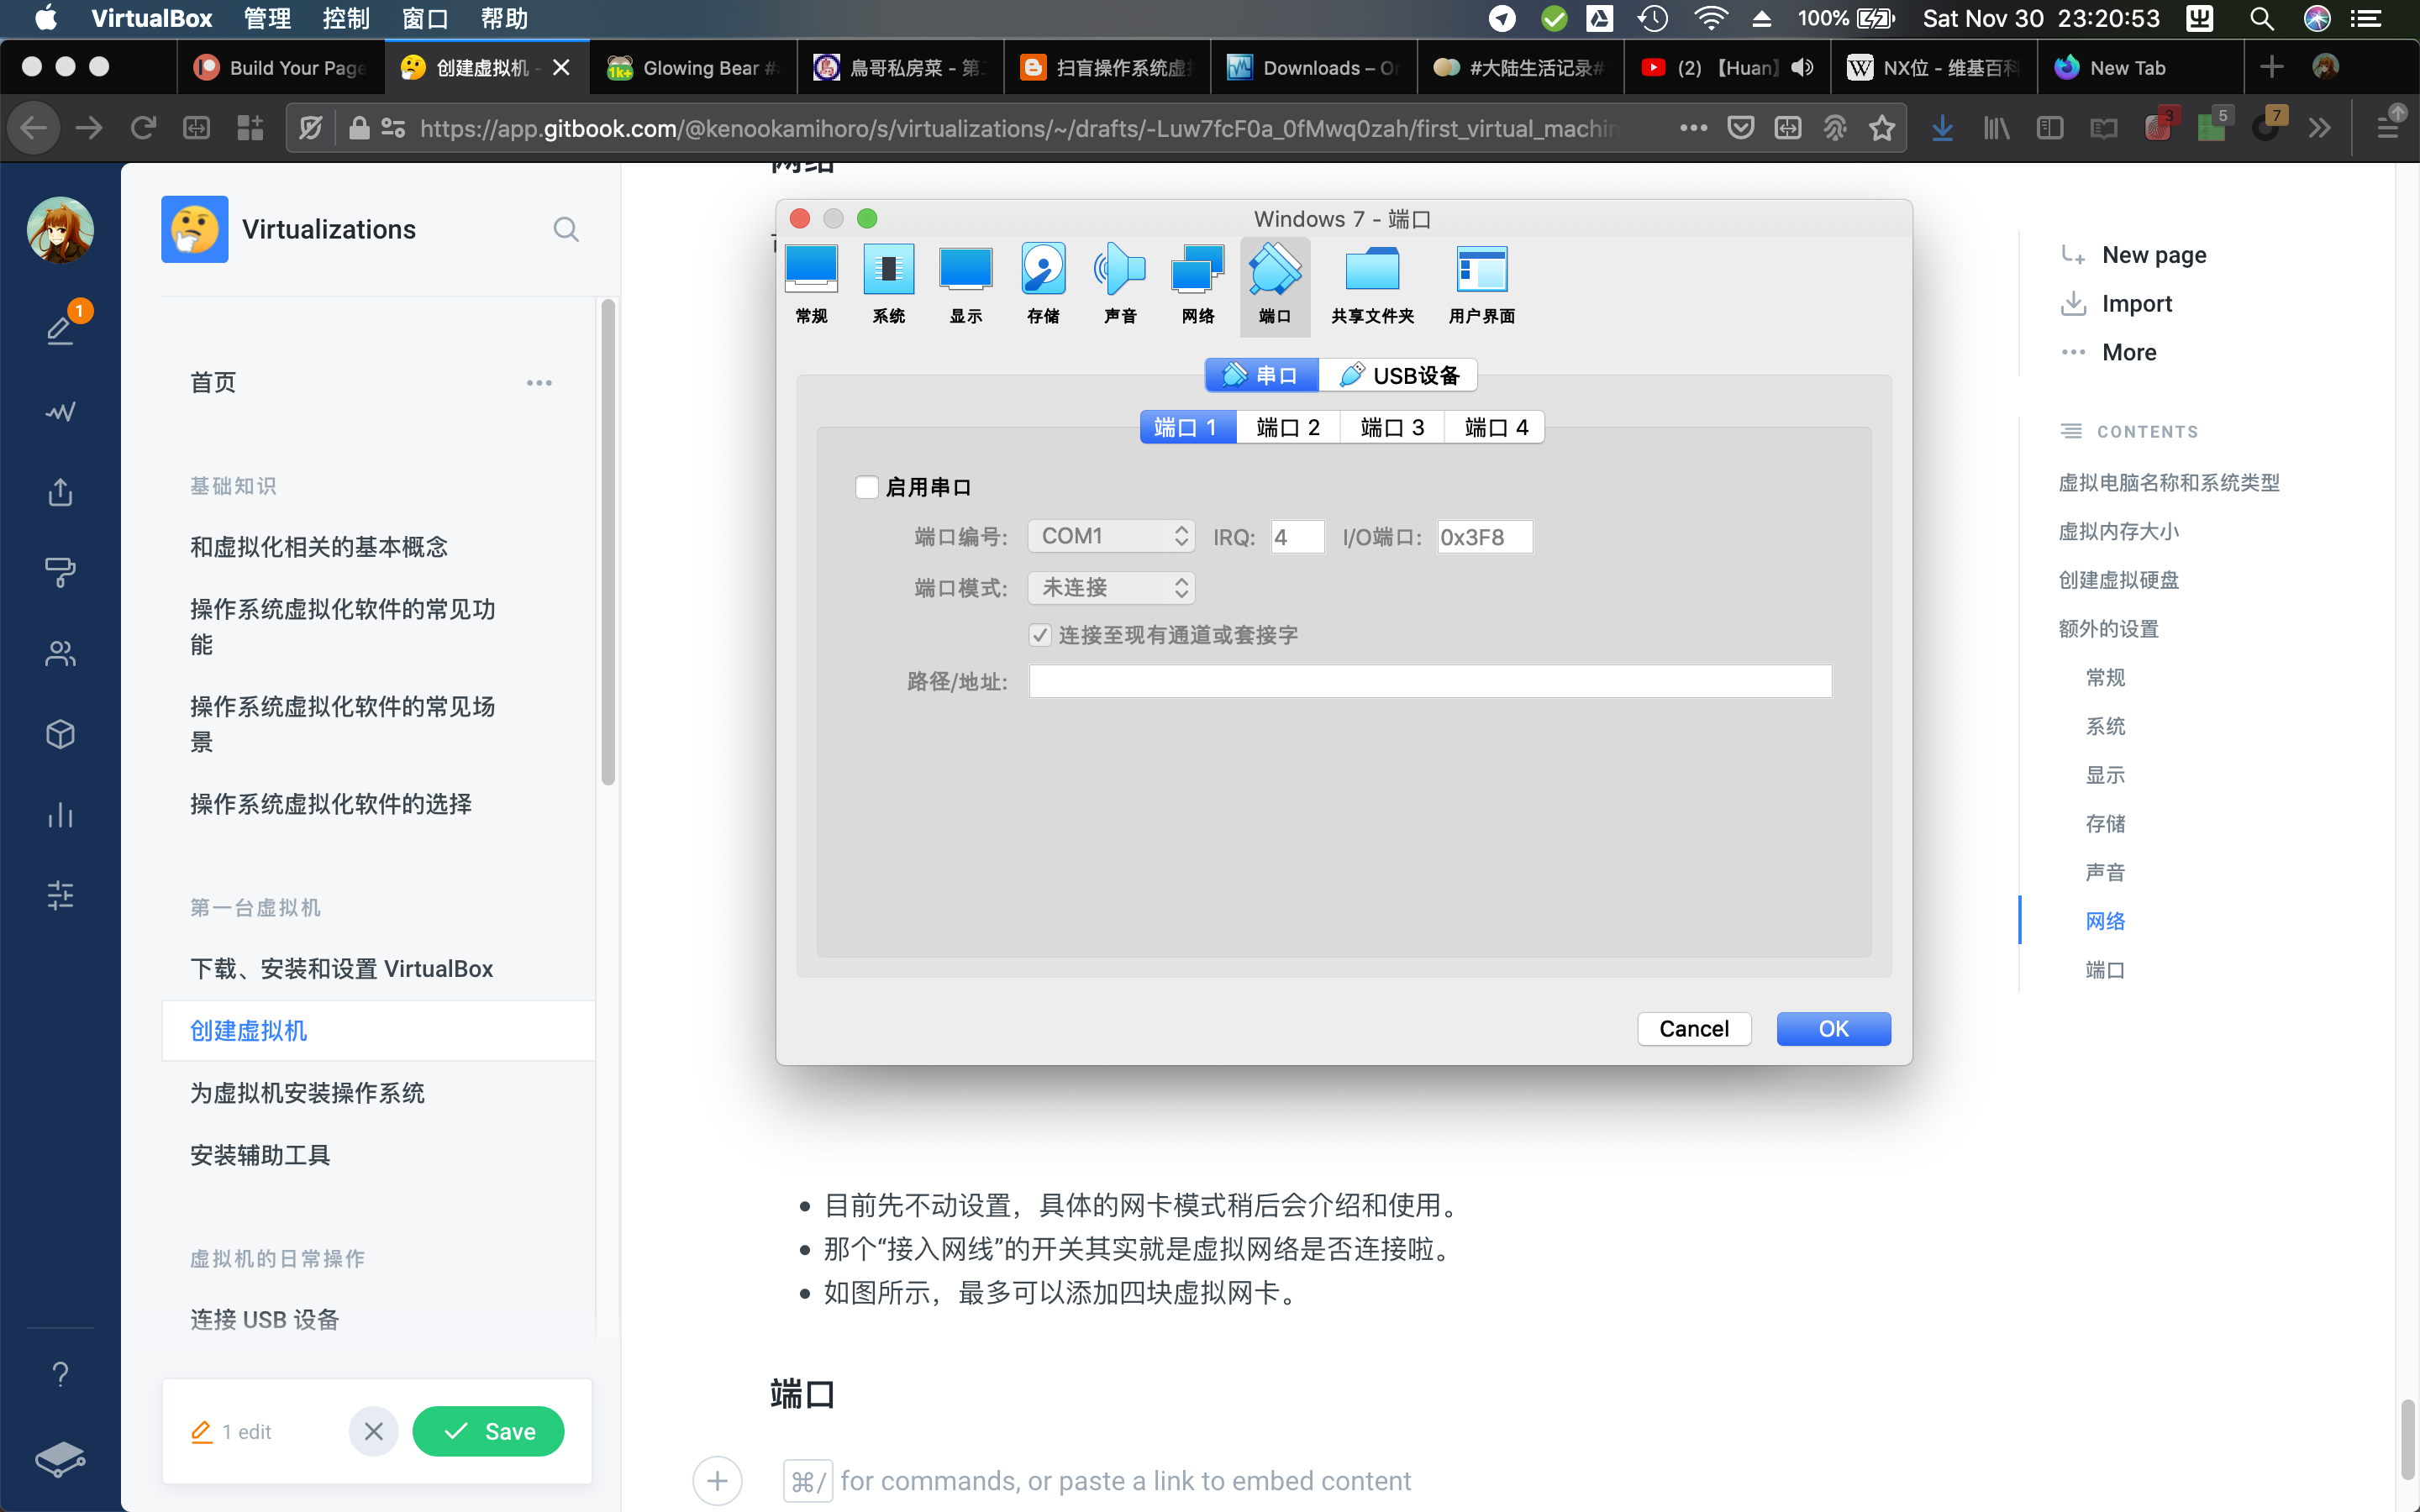 VirtualBox 管理 控制 窗口 帮助
100% Sat Nov 30 23:20:53
Build Your Page
创建虚拟机 -
1k+ Glowing Bear #
鳥哥私房菜 - 第
扫盲操作系统虚
Downloads – Or
#大陆生活记录#
(2) 【Huan】
W NX位 - 维基百科
New Tab
https://app.gitbook.com/@kenookamihoro/s/virtualizations/~/drafts/-Luw7fcF0a_0fMwq0zah/first_virtual_machin
3 5 7
1
Virtualizations
首页
基础知识
和虚拟化相关的基本概念
操作系统虚拟化软件的常见功
能
操作系统虚拟化软件的常见场
景
操作系统虚拟化软件的选择
第一台虚拟机
下载、安装和设置 VirtualBox
创建虚拟机
为虚拟机安装操作系统
安装辅助工具
虚拟机的日常操作
连接 USB 设备
1 edit
Save
网络
Windows 7 - 端口
常规 系统 显示 存储 声音 网络 端口 共享文件夹 用户界面
串口 USB设备
端口 1 端口 2 端口 3 端口 4
启用串口
端口编号: COM1 IRQ: 4 I/O端口: 0x3F8
端口模式: 未连接
连接至现有通道或套接字
路径/地址:
Cancel OK
目前先不动设置，具体的网卡模式稍后会介绍和使用。
那个“接入网线”的开关其实就是虚拟网络是否连接啦。
如图所示，最多可以添加四块虚拟网卡。
端口
⌘/ for commands, or paste a link to embed content
New page
Import
More
CONTENTS
虚拟电脑名称和系统类型
虚拟内存大小
创建虚拟硬盘
额外的设置
常规
系统
显示
存储
声音
网络
端口